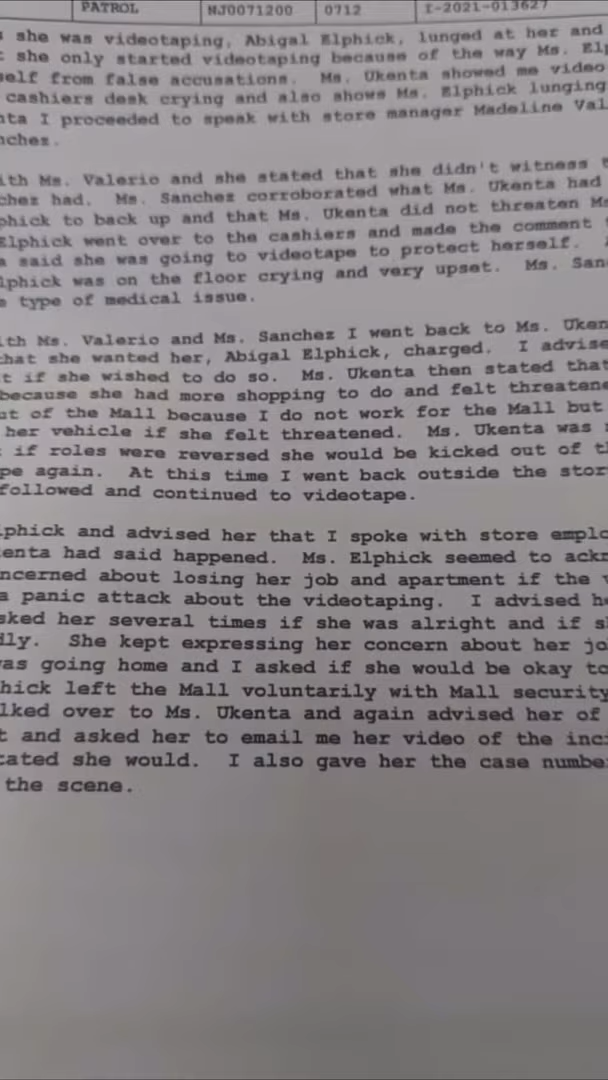 PATROL NJ0071200 0712 I-2021-013627
s she was videotaping, Abigal Elphick, lunged at her and
t she only started videotaping because of the way Ms. Elp
self from false accusations. Ms. Ukenta showed me video
cashiers desk crying and also shows Ms. Elphick lunging
nta I proceeded to speak with store manager Madeline Val
nchez.
ith Ms. Valerio and she stated that she didn't witness t
chez had. Ms. Sanchez corroborated what Ms. Ukenta had
phick to back up and that Ms. Ukenta did not threaten Ms
Elphick went over to the cashiers and made the comment
a said she was going to videotape to protect herself.
lphick was on the floor crying and very upset. Ms. San
e type of medical issue.
ith Ms. Valerio and Ms. Sanchez I went back to Ms. Uken
that she wanted her, Abigal Elphick, charged. I advise
t if she wished to do so. Ms. Ukenta then stated that
because she had more shopping to do and felt threatene
ut of the Mall because I do not work for the Mall but
her vehicle if she felt threatened. Ms. Ukenta was
if roles were reversed she would be kicked out of th
pe again. At this time I went back outside the stor
followed and continued to videotape.
lphick and advised her that I spoke with store emplo
enta had said happened. Ms. Elphick seemed to ackn
ncerned about losing her job and apartment if the v
a panic attack about the videotaping. I advised he
sked her several times if she was alright and if s
dly. She kept expressing her concern about her jo
was going home and I asked if she would be okay to
hick left the Mall voluntarily with Mall security
lked over to Ms. Ukenta and again advised her of
t and asked her to email me her video of the inci
tated she would. I also gave her the case numbe
the scene.